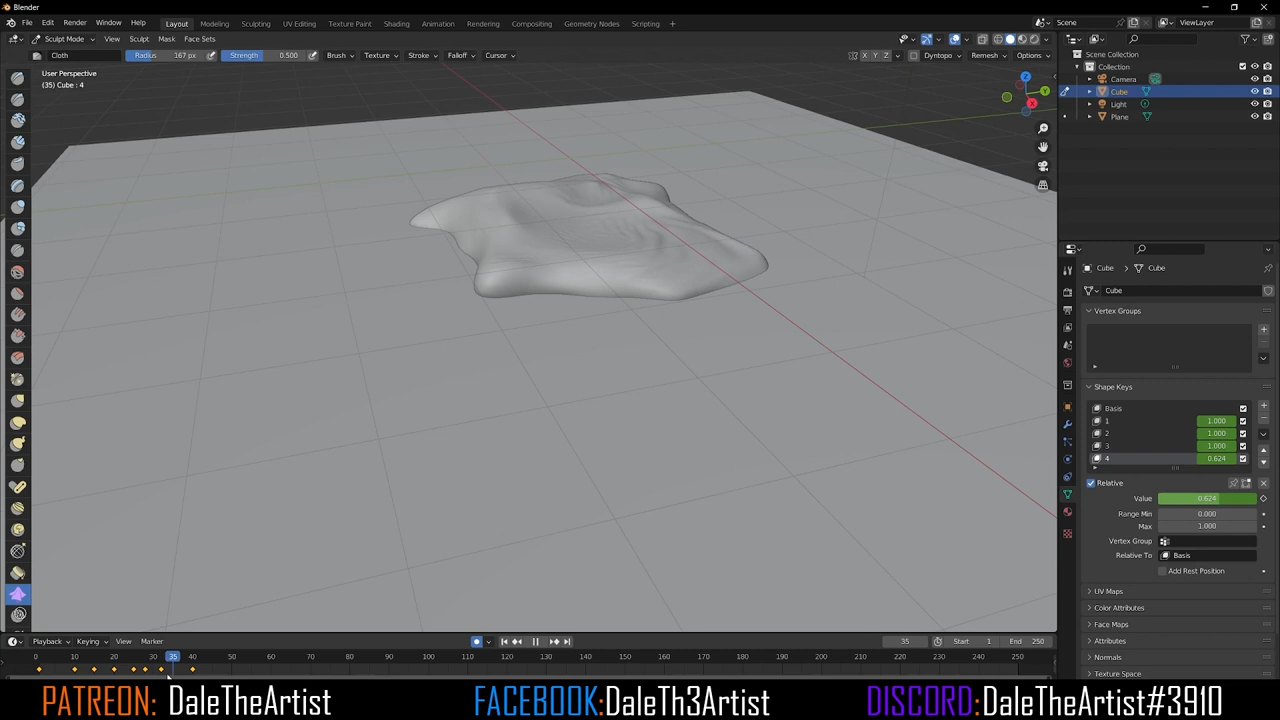 Blender
File Edit Render Window Help Layout Modeling Sculpting UV Editing Texture Paint Shading Animation Rendering Compositing Geometry Nodes Scripting + Scene ViewLayer
Sculpt Mode View Sculpt Mask Face Sets
Cloth Radius 167 px Strength 0.500 Brush Texture Stroke Falloff Cursor X Y Z Dyntopo Remesh Options
User Perspective
(35) Cube : 4
Z
Y
X
Scene Collection
Collection
Camera
Cube
Light
Plane
Cube > Cube
Cube
Vertex Groups
Shape Keys
Basis
1 1.000
2 1.000
3 1.000
4 0.624
Relative
Value 0.624
Range Min 0.000
Max 1.000
Vertex Group
Relative To Basis
Add Rest Position
UV Maps
Color Attributes
Face Maps
Attributes
Normals
Texture Space
Playback Keying View Marker 35 Start 1 End 250
0 10 20 30 35 40 50 60 70 80 90 100 110 120 130 140 150 160 170 180 190 200 210 220 230 240 250
PATREON: DaleTheArtist FACEBOOK:DaleTh3Artist DISCORD:DaleTheArtist#3910